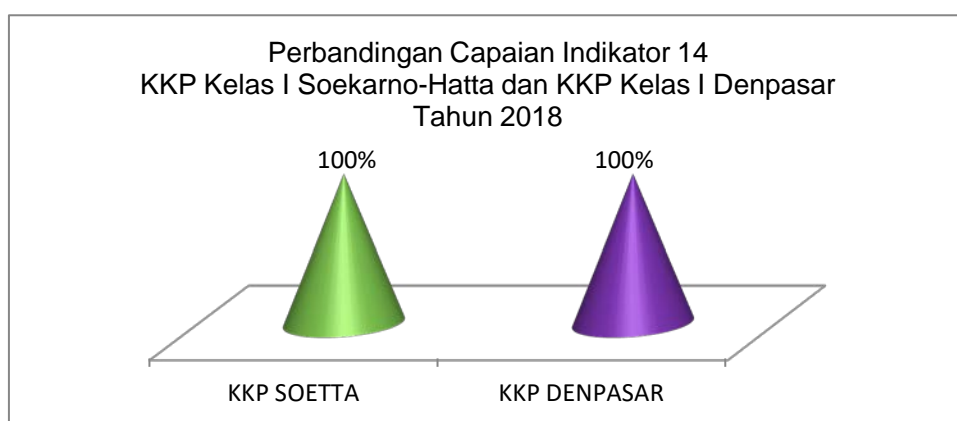 Perbandingan Capaian Indikator 14
KKP Kelas I Soekarno-Hatta dan KKP Kelas I Denpasar
Tahun 2018
100% 100%
KKP SOETTA KKP DENPASAR